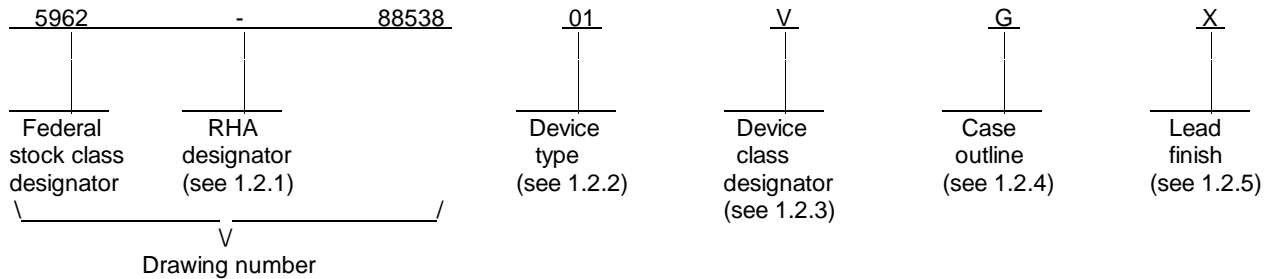 5962 - 88538 01 V G X
Federal stock class designator
RHA designator (see 1.2.1)
Device type (see 1.2.2)
Device class designator (see 1.2.3)
Case outline (see 1.2.4)
Lead finish (see 1.2.5)
\ /
\/
Drawing number